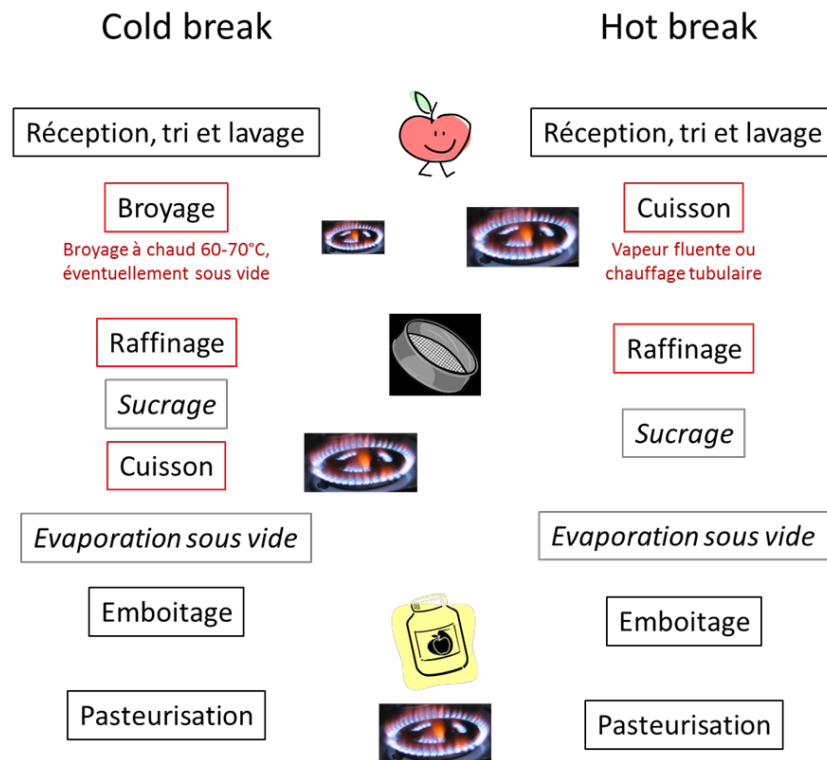 Cold break
Hot break
Réception, tri et lavage
Réception, tri et lavage
Broyage
Cuisson
Broyage à chaud 60-70°C,
éventuellement sous vide
Vapeur fluente ou
chauffage tubulaire
Raffinage
Raffinage
Sucrage
Sucrage
Cuisson
Evaporation sous vide
Evaporation sous vide
Emboitage
Emboitage
Pasteurisation
Pasteurisation